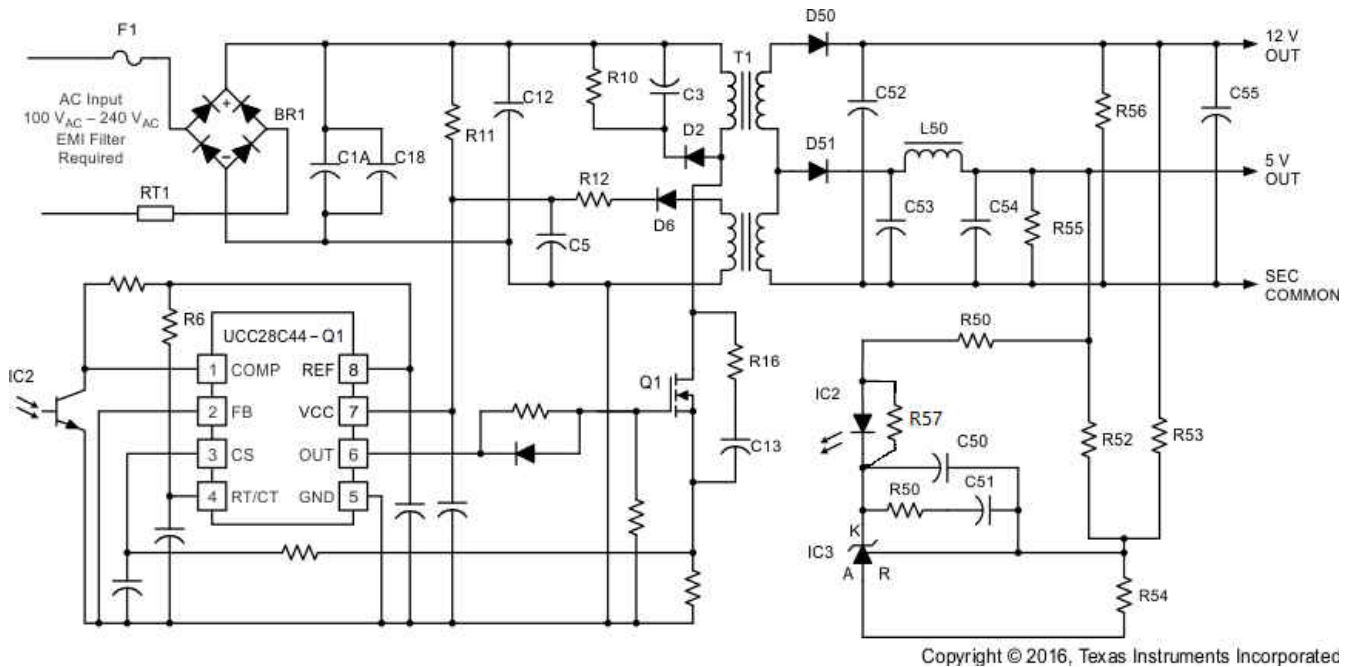 F1
AC Input
100 VAC – 240 VAC
EMI Filter
Required
BR1
RT1
C1A
C18
R11
C12
R10
C3
D2
T1
D50
12 V
OUT
C52
R56
C55
D51
L50
5 V
OUT
R12
D6
C5
C53
C54
R55
SEC
COMMON
R6
UCC28C44–Q1
IC2
1 COMP
REF 8
2 FB
VCC 7
3 CS
OUT 6
4 RT/CT
GND 5
Q1
R16
C13
R50
IC2
R57
C50
R52
R53
R50
C51
K
IC3
A
R
R54
Copyright © 2016, Texas Instruments Incorporated